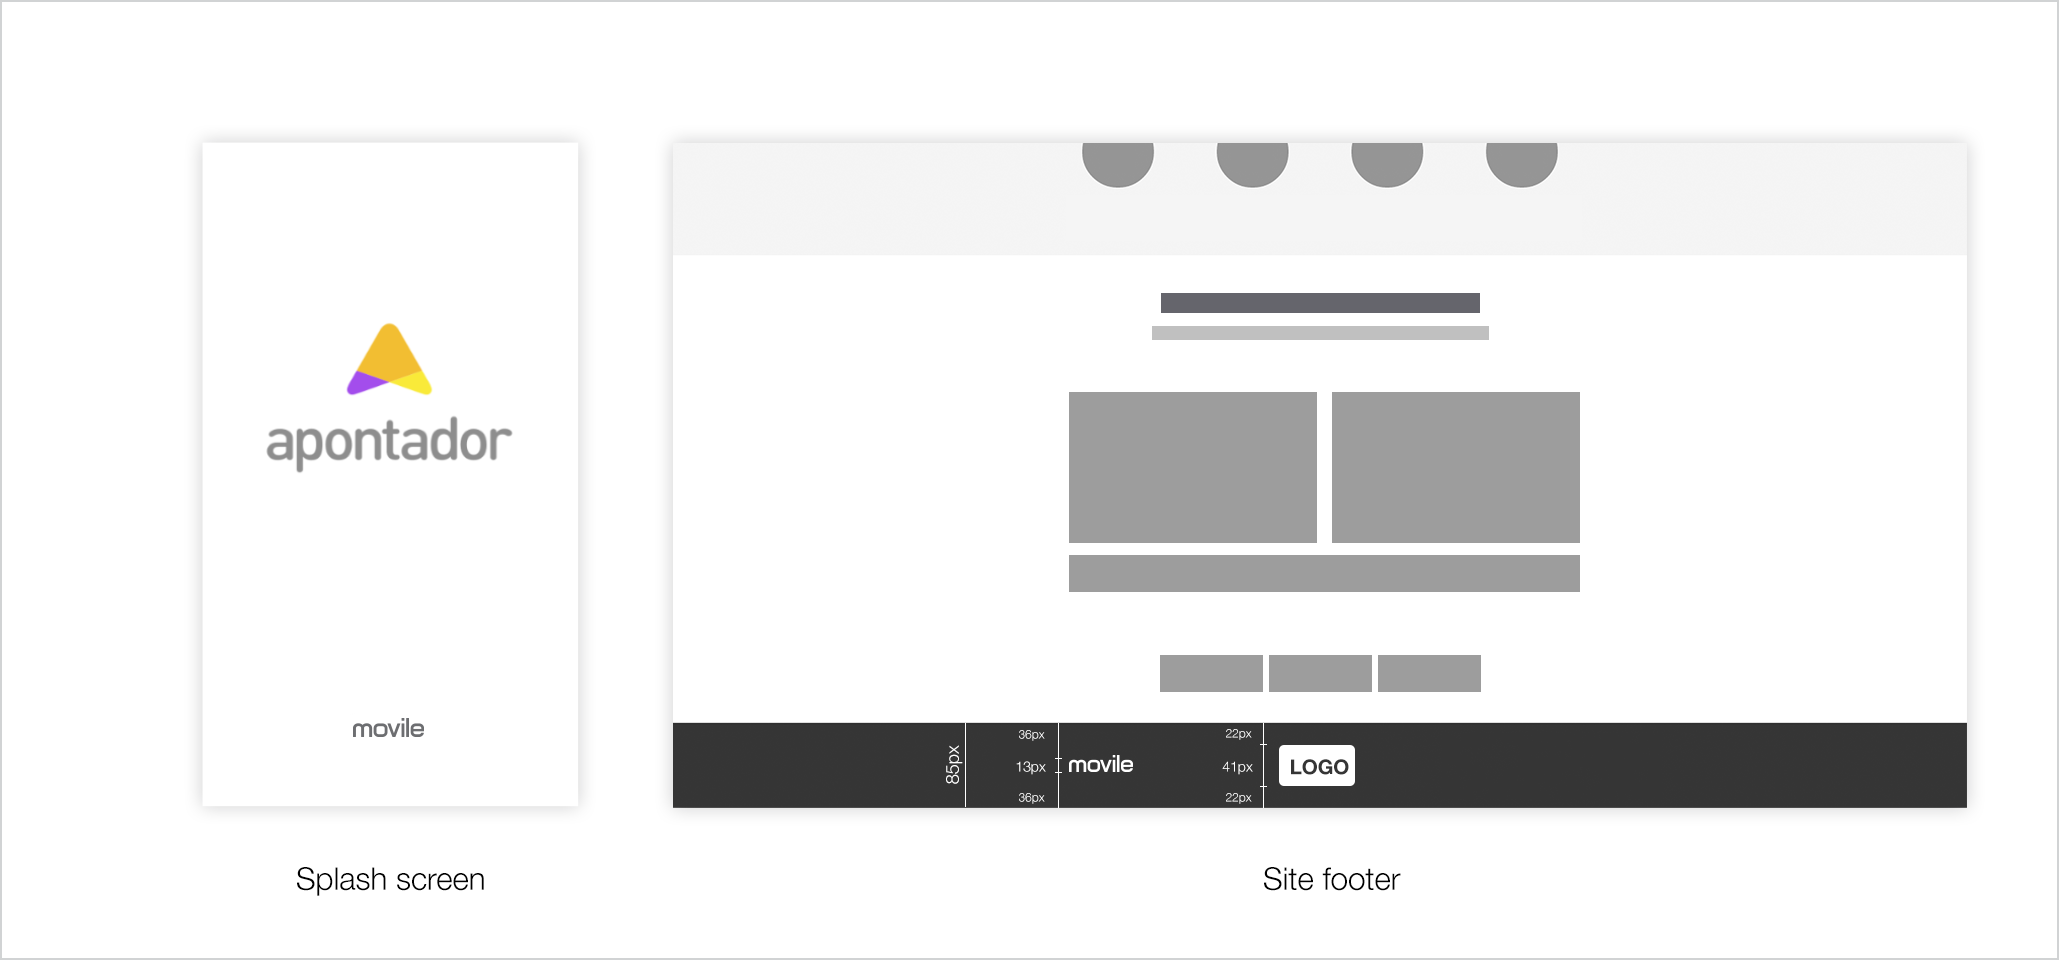 apontador
movile
Splash screen
85px
36px
13px
36px
movile
22px
41px
22px
LOGO
Site footer